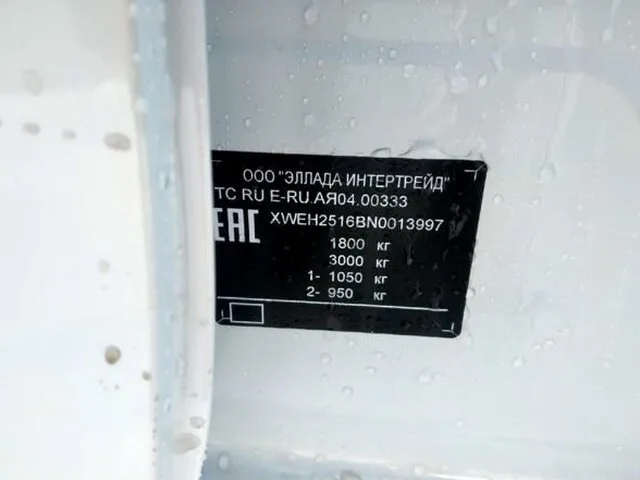 ООО "ЭЛЛАДА ИНТЕРТРЕЙД"
ТС RU E-RU.АЯ04.00333
EAC
XWEH2516BN0013997
1800 кг
3000 кг
1- 1050 кг
2- 950 кг